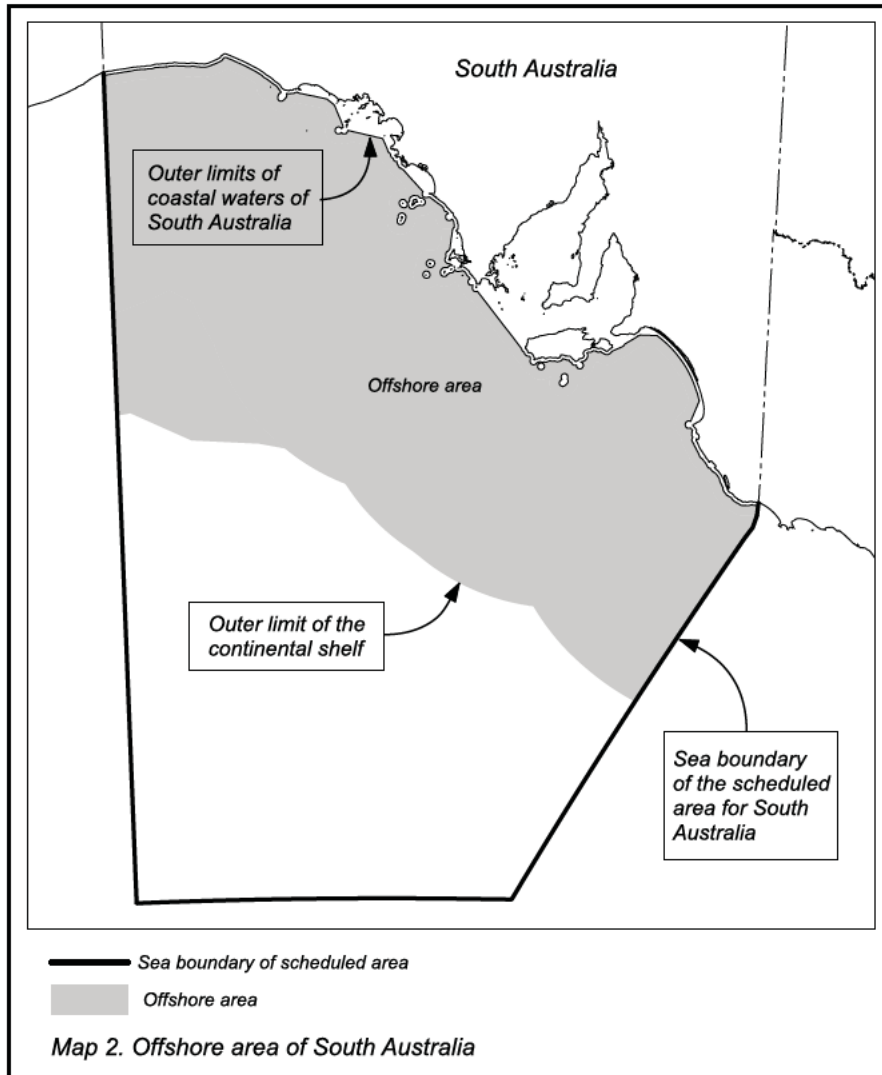 South Australia
Outer limits of
coastal waters of
South Australia
Offshore area
Outer limit of the
continental shelf
Sea boundary
of the scheduled
area for South
Australia
Sea boundary of scheduled area
Offshore area
Map 2. Offshore area of South Australia